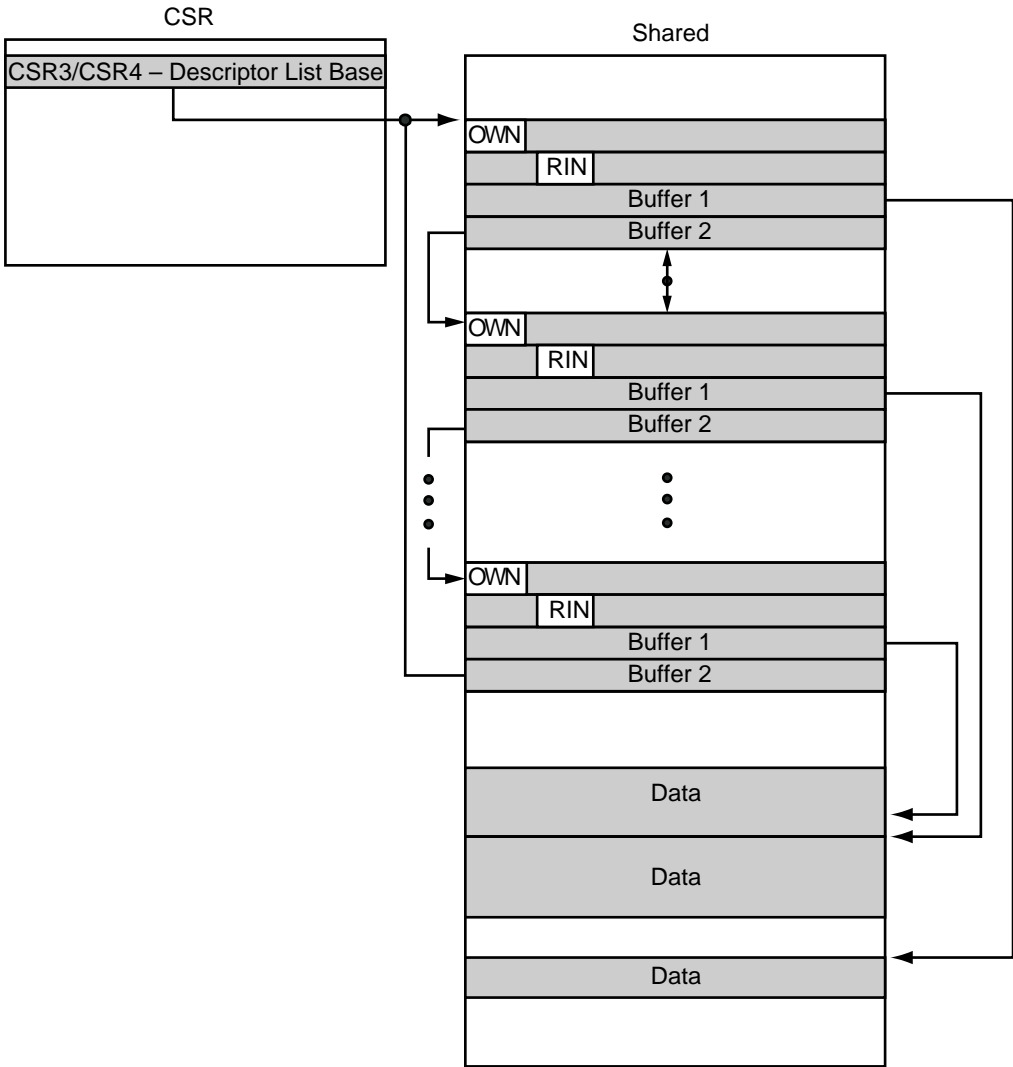 CSR
Shared
CSR3/CSR4 – Descriptor List Base
OWN
RIN
Buffer 1
Buffer 2
OWN
RIN
Buffer 1
Buffer 2
OWN
RIN
Buffer 1
Buffer 2
Data
Data
Data